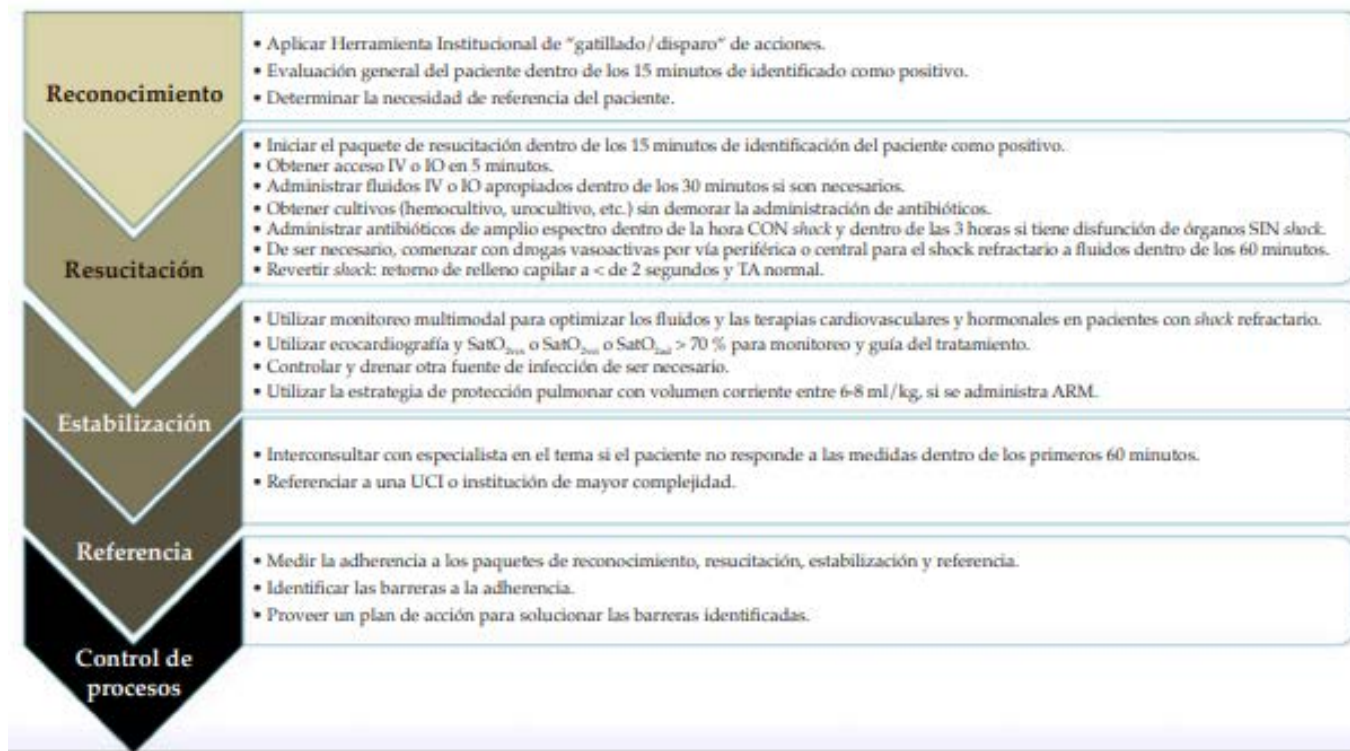 Reconocimiento
• Aplicar Herramienta Institucional de "gatillado/disparo" de acciones.
• Evaluación general del paciente dentro de los 15 minutos de identificado como positivo.
• Determinar la necesidad de referencia del paciente.
Resucitación
• Iniciar el paquete de resucitación dentro de los 15 minutos de identificación del paciente como positivo.
• Obtener acceso IV o IO en 5 minutos.
• Administrar fluidos IV o IO apropiados dentro de los 30 minutos si son necesarios.
• Obtener cultivos (hemocultivo, urocultivo, etc.) sin demorar la administración de antibióticos.
• Administrar antibióticos de amplio espectro dentro de la hora CON shock y dentro de las 3 horas si tiene disfunción de órganos SIN shock.
• De ser necesario, comenzar con drogas vasoactivas por vía periférica o central para el shock refractario a fluidos dentro de los 60 minutos.
• Revertir shock: retorno de relleno capilar a < de 2 segundos y TA normal.
Estabilización
• Utilizar monitoreo multimodal para optimizar los fluidos y las terapias cardiovasculares y hormonales en pacientes con shock refractario.
• Utilizar ecocardiografía y SatO2 o SatO2 o SatO2 > 70 % para monitoreo y guía del tratamiento.
• Controlar y drenar otra fuente de infección de ser necesario.
• Utilizar la estrategia de protección pulmonar con volumen corriente entre 6-8 ml/kg, si se administra ARM.
Referencia
• Interconsultar con especialista en el tema si el paciente no responde a las medidas dentro de los primeros 60 minutos.
• Referenciar a una UCI o institución de mayor complejidad.
Control de
procesos
• Medir la adherencia a los paquetes de reconocimiento, resucitación, estabilización y referencia.
• Identificar las barreras a la adherencia.
• Proveer un plan de acción para solucionar las barreras identificadas.